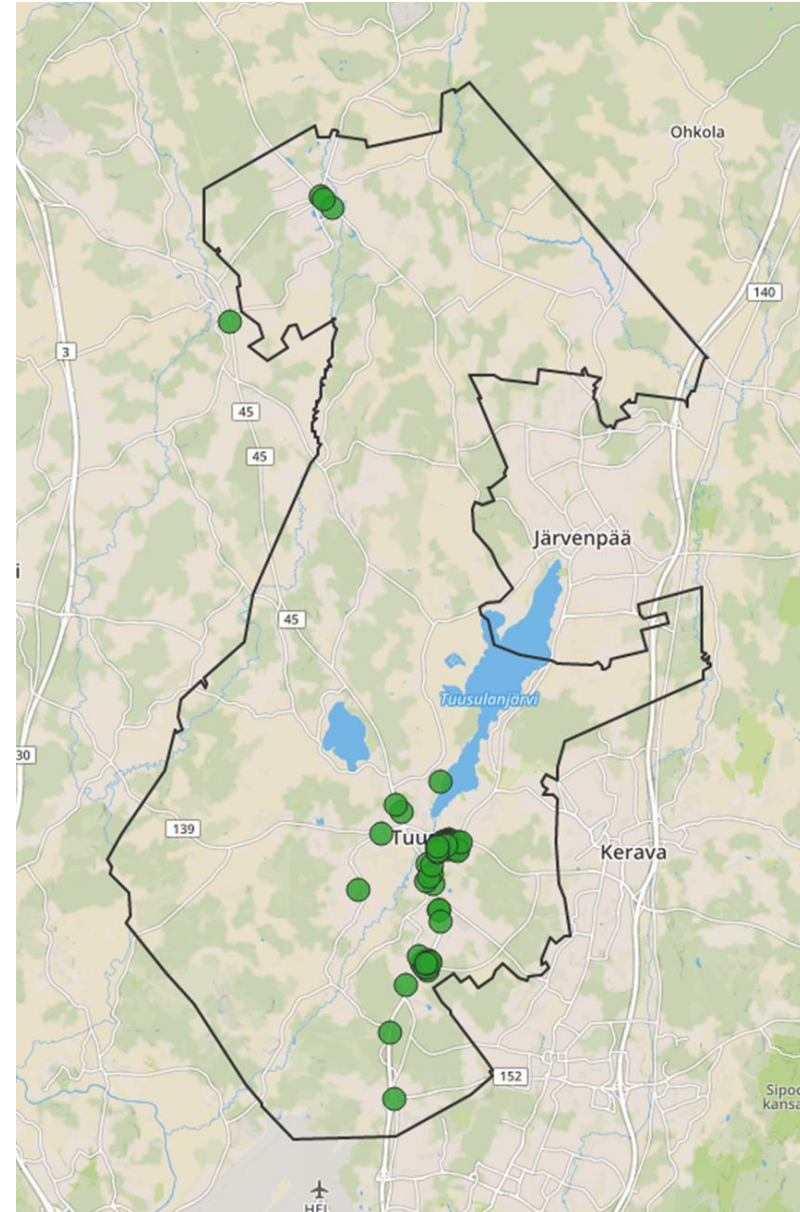 Ohkola
140
3
45
45
Järvenpää
i
45
Tuusulanjärvi
30
139
Tuu
Kerava
152
Sipoo
kansa
HEL